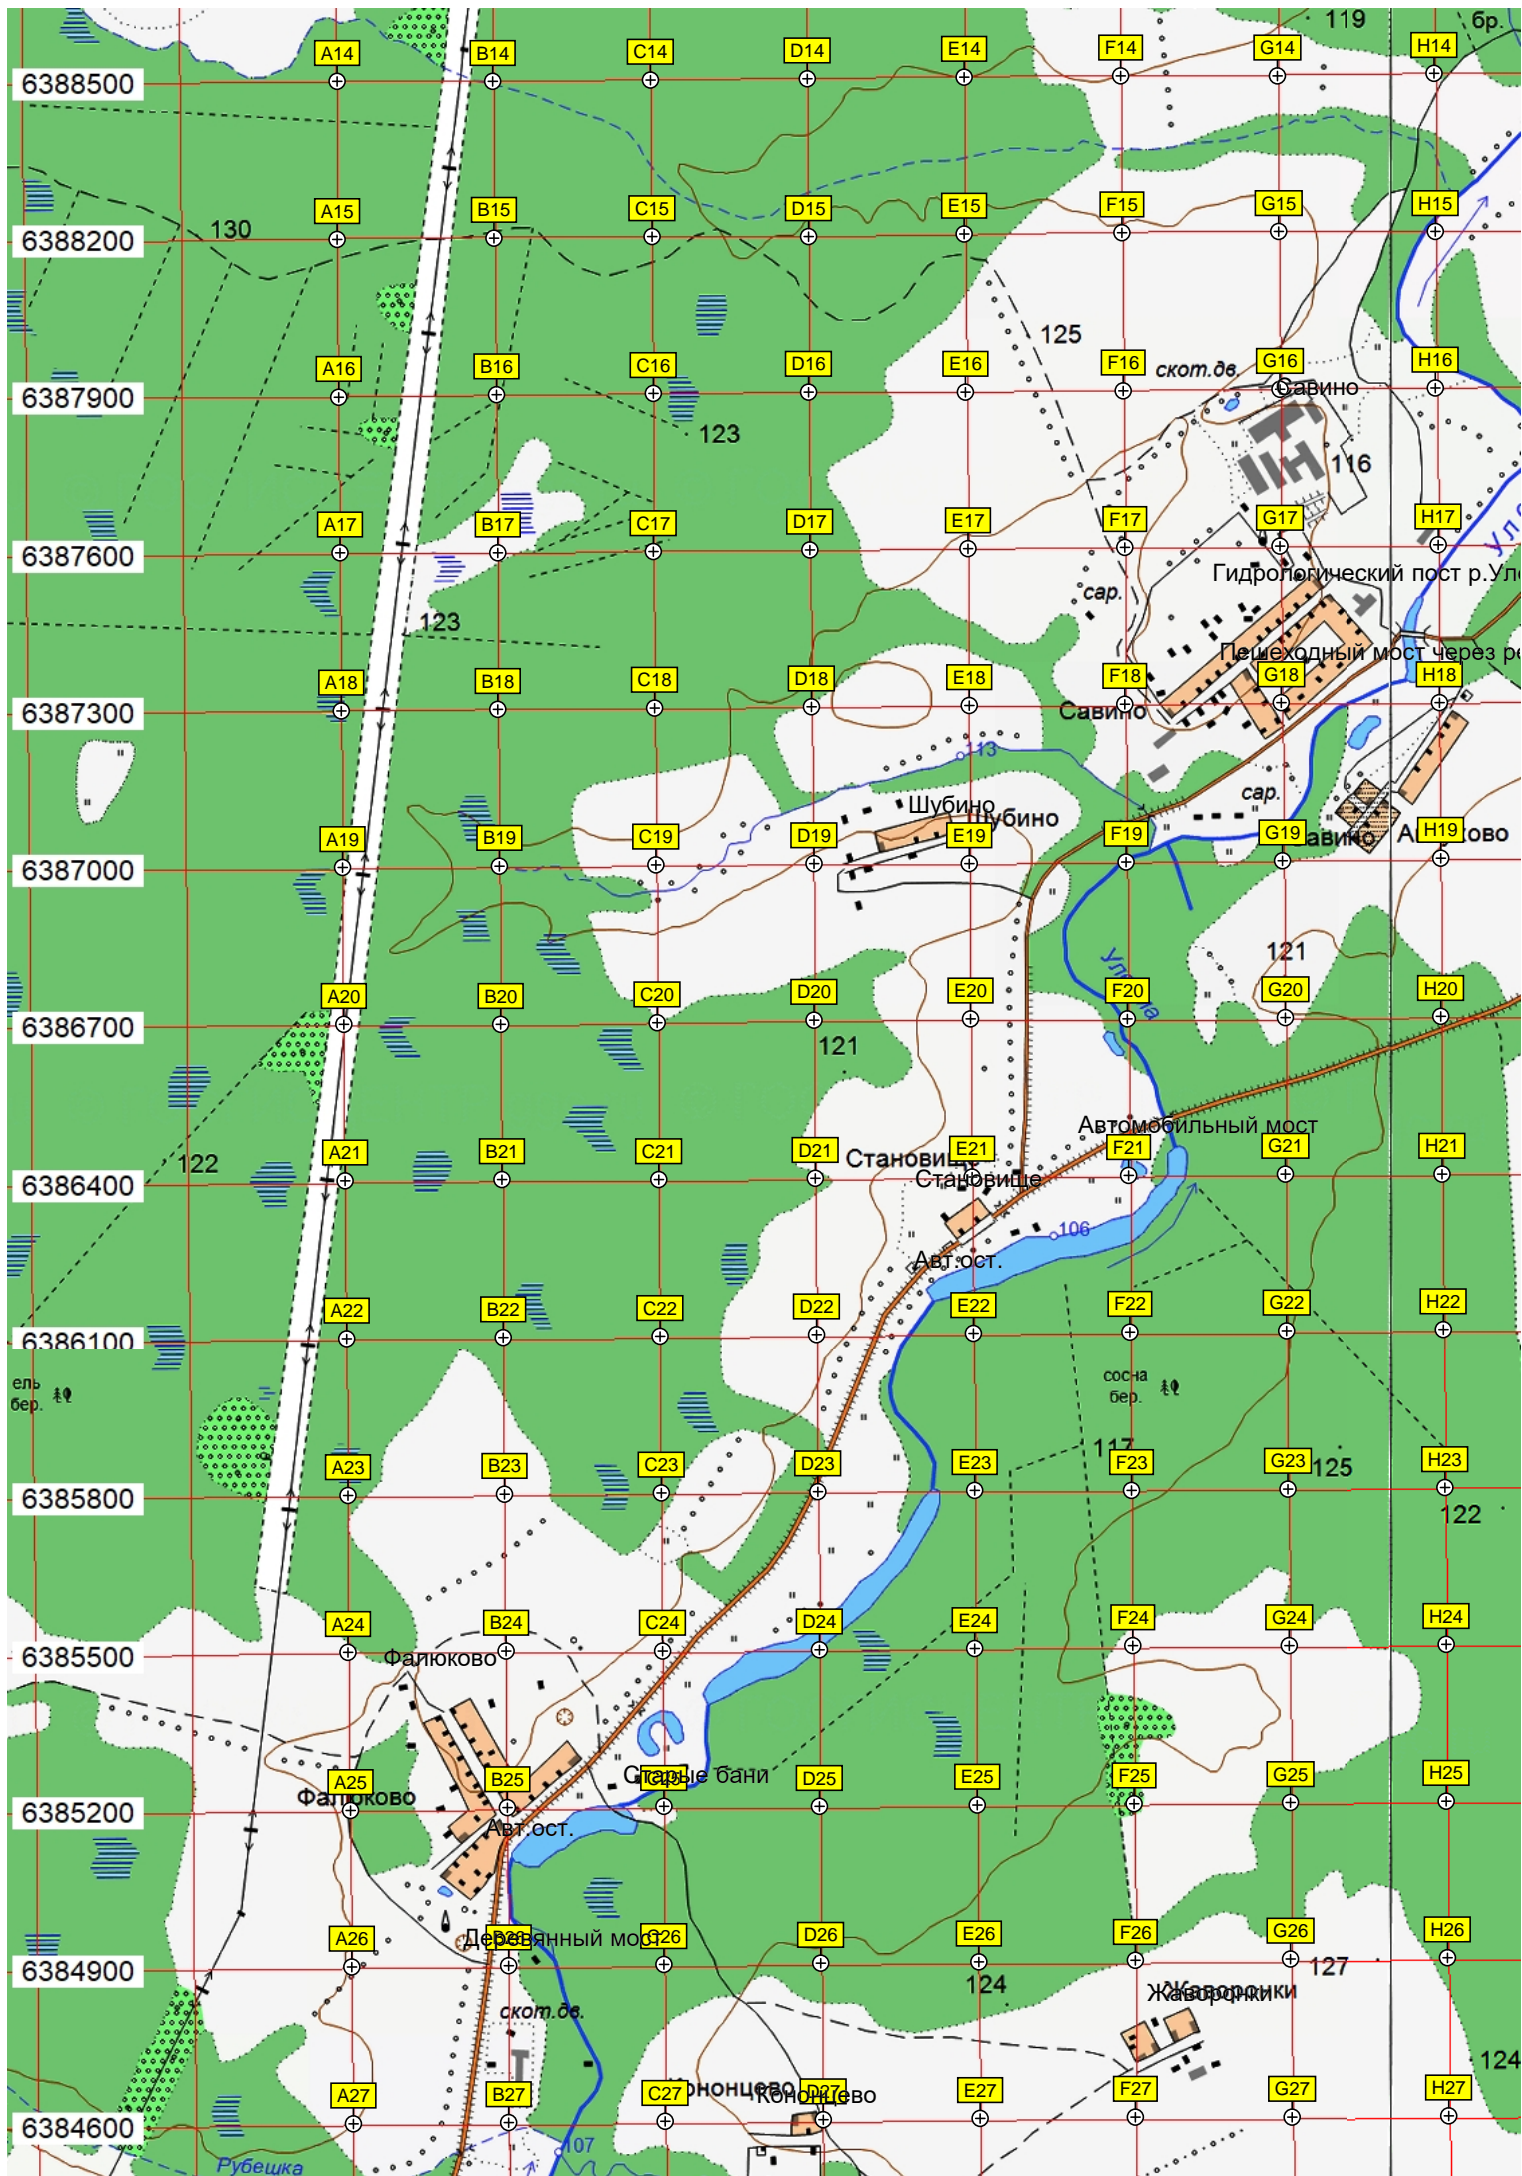 119
бр.
A14 B14 C14 D14 E14 F14 G14 H14
6388500
A15 B15 C15 D15 E15 F15 G15 H15
130
6388200
125
A16 B16 C16 D16 E16 F16 G16 H16
скот.дв.
Савино
6387900
123
116
A17 B17 C17 D17 E17 F17 G17 H17
6387600
Гидрологический пост р.Уле
сар.
123
Пешеходный мост через ре
A18 B18 C18 D18 E18 F18 G18 H18
6387300
Савино
113
сар.
Шубино
Шубино
A19 B19 C19 D19 E19 F19 G19 H19
6387000
121
A20 B20 C20 D20 E20 F20 G20 H20
6386700
121
Автомобильный мост
A21 B21 C21 D21 E21 F21 G21 H21
122
Становище
Становище
6386400
106
Авт.ост.
A22 B22 C22 D22 E22 F22 G22 H22
6386100
ель
бер.
сосна
бер.
117
A23 B23 C23 D23 E23 F23 G23 H23
125
6385800
122
A24 B24 C24 D24 E24 F24 G24 H24
6385500
Фалюково
Старые бани
A25 B25 C25 D25 E25 F25 G25 H25
Фалюково
6385200
Авт.ост.
Деревянный мост
A26 B26 C26 D26 E26 F26 G26 H26
127
6384900
124
Жаворонки
Жаворонки
скот.дв.
124
Кононцево
Кононцево
A27 B27 C27 D27 E27 F27 G27 H27
6384600
107
Рубешка